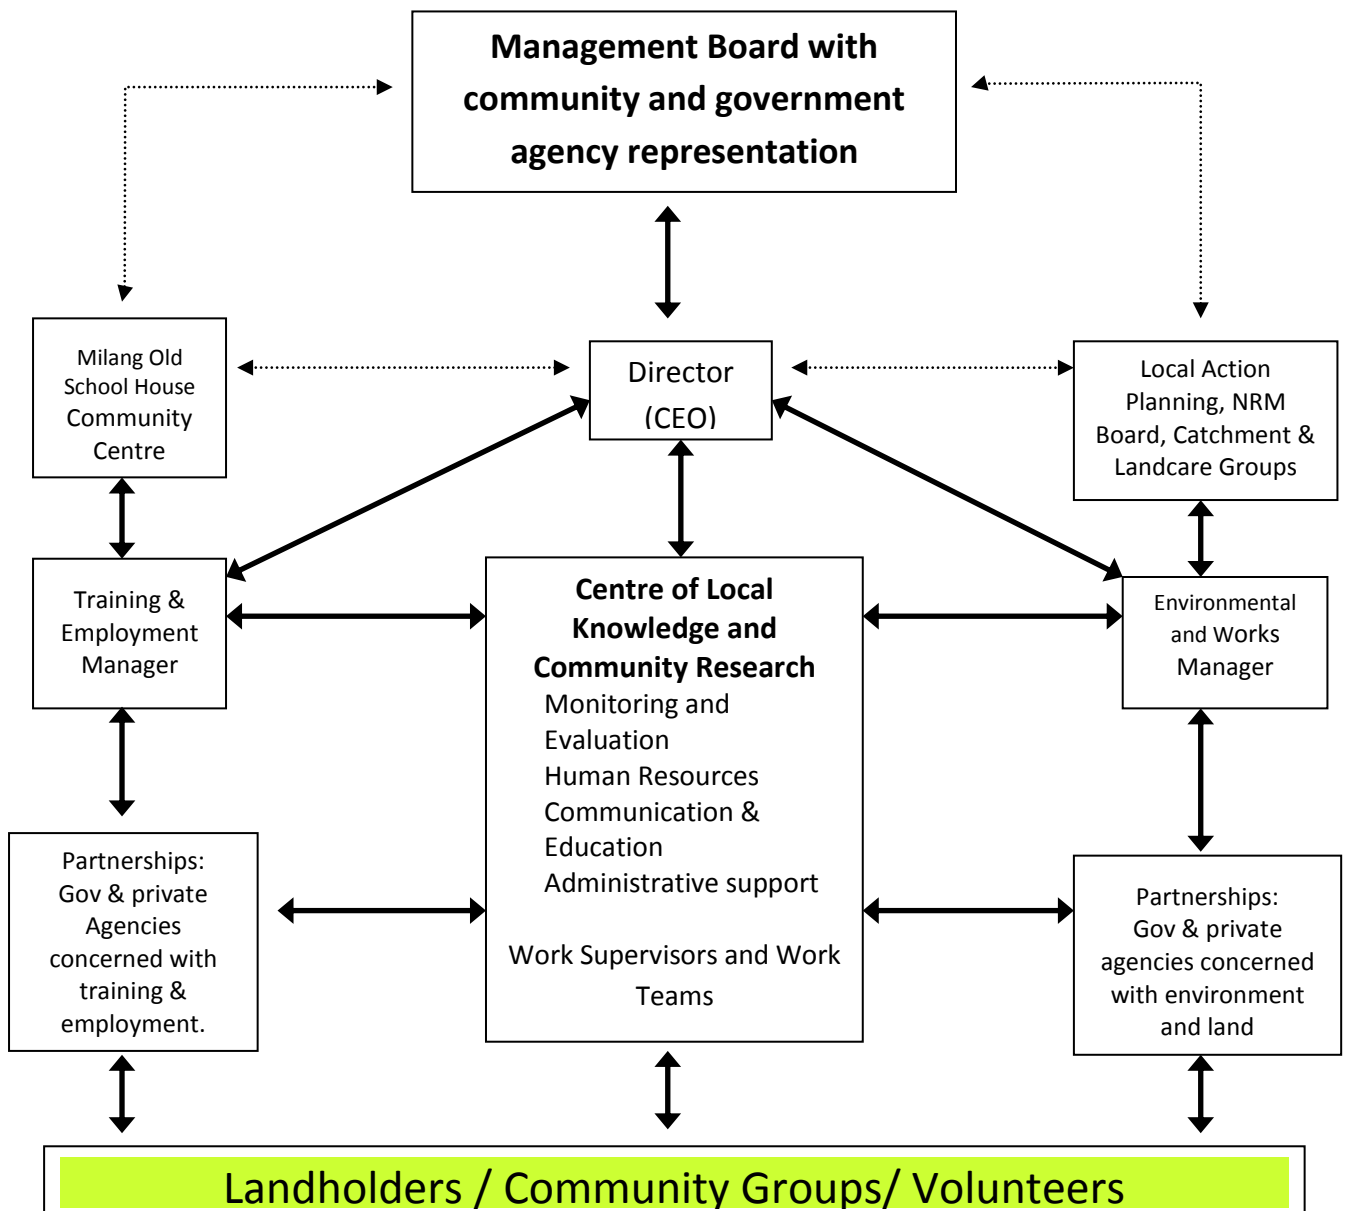 Management Board with
community and government
agency representation
Milang Old
School House
Community
Centre
Director
(CEO)
Local Action
Planning, NRM
Board, Catchment &
Landcare Groups
Training &
Employment
Manager
Centre of Local
Knowledge and
Community Research
Monitoring and
Evaluation
Human Resources
Communication &
Education
Administrative support
Work Supervisors and Work
Teams
Environmental
and Works
Manager
Partnerships:
Gov & private
Agencies
concerned with
training &
employment.
Partnerships:
Gov & private
agencies concerned
with environment
and land
Landholders / Community Groups/ Volunteers